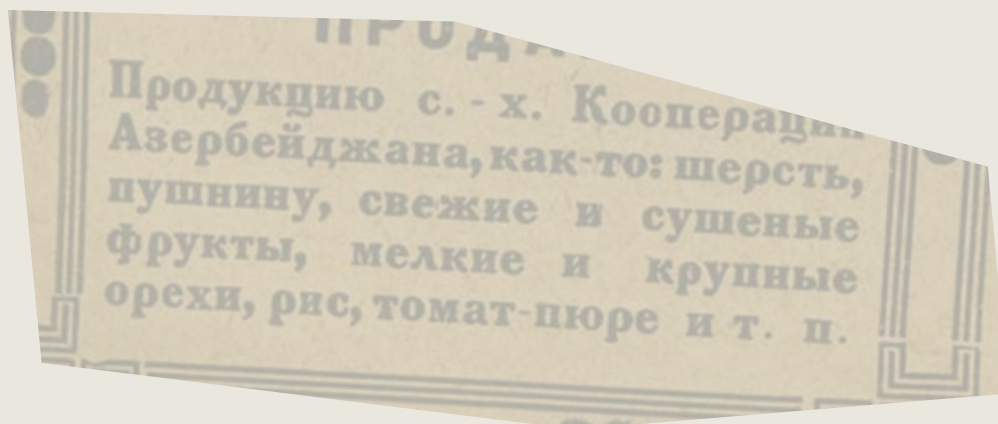 Продукцию с.-х. Кооперации
Азербейджана, как-то: шерсть,
пушнину, свежие и сушеные
фрукты, мелкие и крупные
орехи, рис, томат-пюре и т. п.